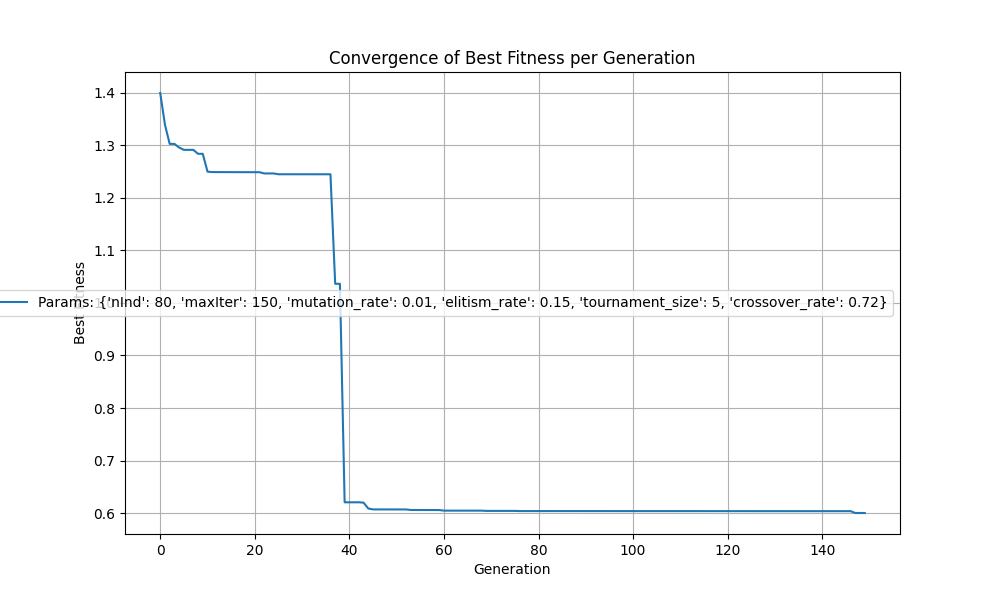 Convergence of Best Fitness per Generation
1.4
1.3
1.2
1.1
Params: {'nInd': 80, 'maxIter': 150, 'mutation_rate': 0.01, 'elitism_rate': 0.15, 'tournament_size': 5, 'crossover_rate': 0.72}
0.9
0.8
0.7
0.6
0 20 40 60 80 100 120 140
Generation
Best